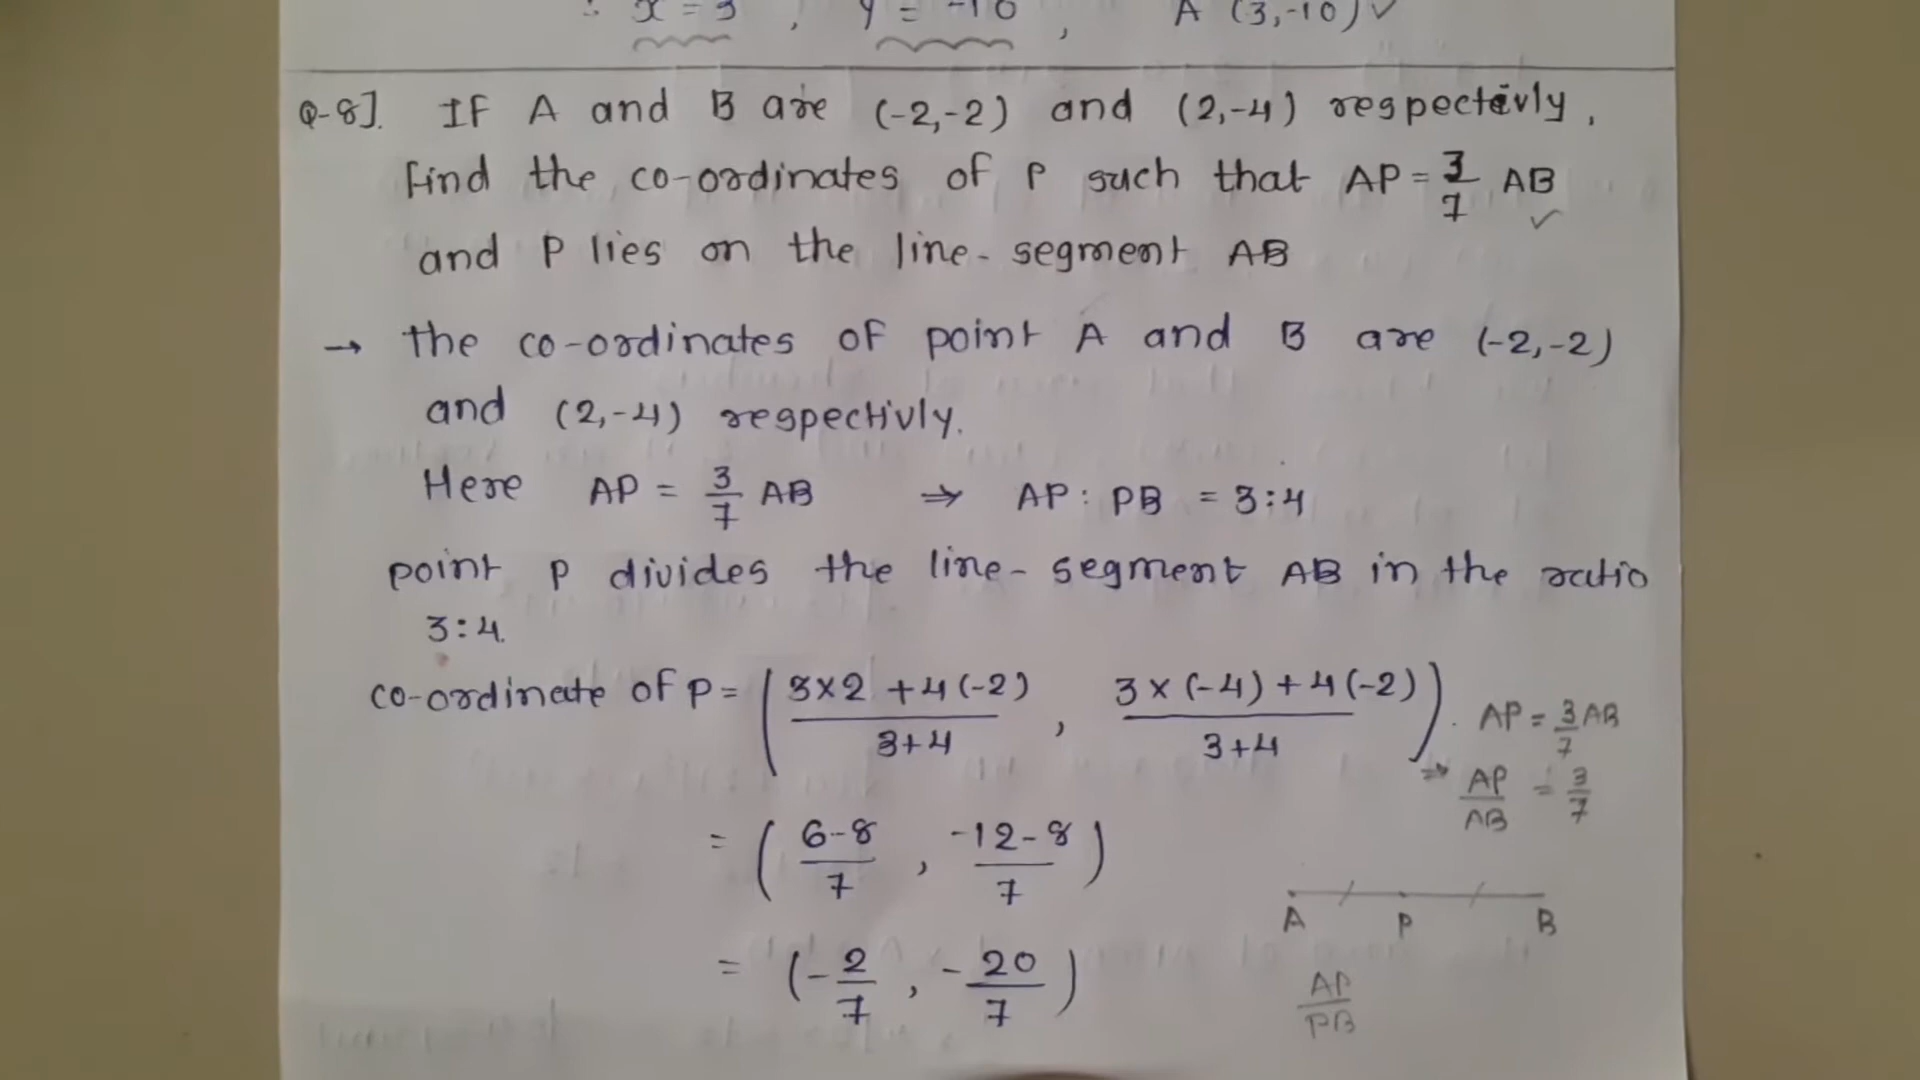 ∴ x = 3 , y = -10 , A (3,-10) ✓
Q-8]. If A and B are (-2,-2) and (2,-4) respectivly,
find the co-ordinates of P such that AP = 3/7 AB ✓
and P lies on the line-segment AB
→ the co-ordinates of point A and B are (-2,-2)
and (2,-4) respectivly.
Here AP = 3/7 AB ⇒ AP : PB = 3:4
point P divides the line-segment AB in the ratio
3:4.
co-ordinate of P = ( (3×2 + 4(-2))/(3+4) , (3×(-4) + 4(-2))/(3+4) ).
AP = 3/7 AB
⇒ AP/AB = 3/7
= ( (6-8)/7 , (-12-8)/7 )
A P B
= (-2/7 , -20/7)
AP/PB